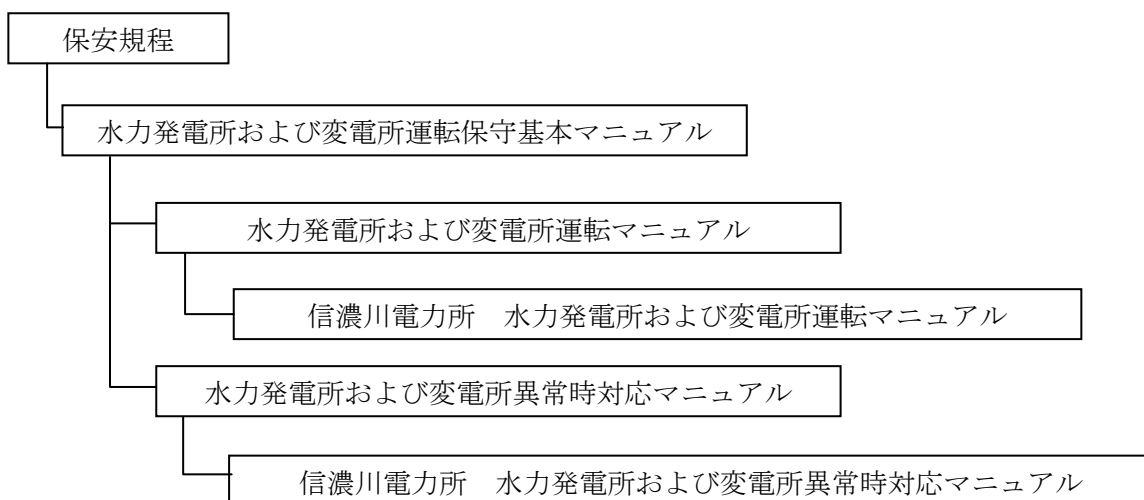 保安規程
水力発電所および変電所運転保守基本マニュアル
水力発電所および変電所運転マニュアル
信濃川電力所　水力発電所および変電所運転マニュアル
水力発電所および変電所異常時対応マニュアル
信濃川電力所　水力発電所および変電所異常時対応マニュアル